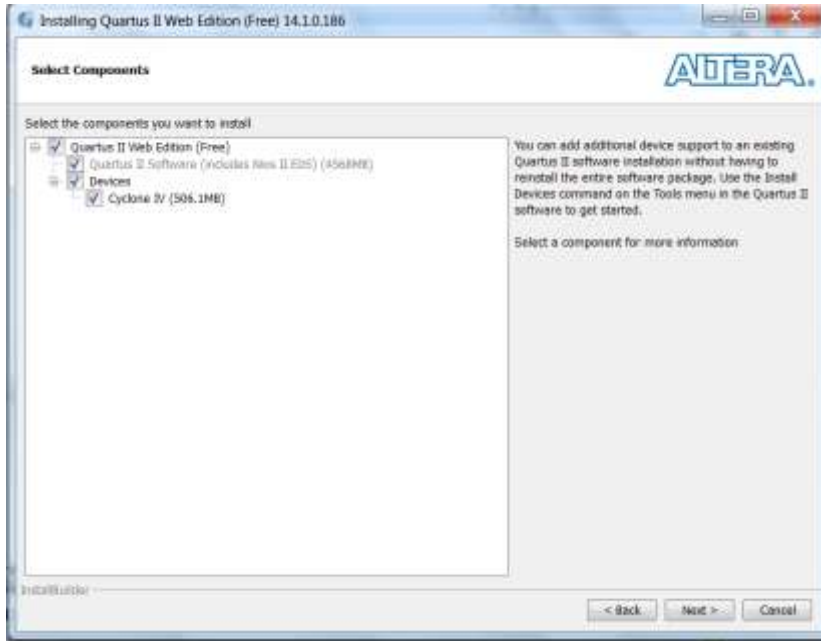 Installing Quartus II Web Edition (Free) 14.1.0.186
Select Components
ALTERA.
Select the components you want to install
Quartus II Web Edition (Free)
Quartus II Software (includes Nios II EDS) (4568MB)
Devices
Cyclone IV (506.1MB)
You can add additional device support to an existing
Quartus II software installation without having to
reinstall the entire software package. Use the Install
Devices command on the Tools menu in the Quartus II
software to get started.
Select a component for more information
InstallBuilder
< Back
Next >
Cancel